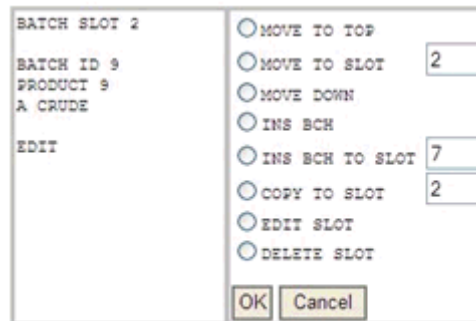 BATCH SLOT 2
BATCH ID 9
PRODUCT 9
A CRUDE
EDIT
MOVE TO TOP
MOVE TO SLOT 2
MOVE DOWN
INS BCH
INS BCH TO SLOT 7
COPY TO SLOT 2
EDIT SLOT
DELETE SLOT
OK Cancel